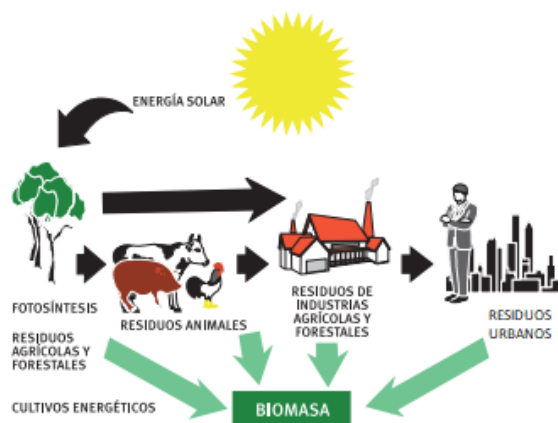 ENERGÍA SOLAR
FOTOSÍNTESIS
RESIDUOS
AGRÍCOLAS Y
FORESTALES
CULTIVOS ENERGÉTICOS
RESIDUOS ANIMALES
RESIDUOS DE
INDUSTRIAS
AGRÍCOLAS Y
FORESTALES
RESIDUOS
URBANOS
BIOMASA